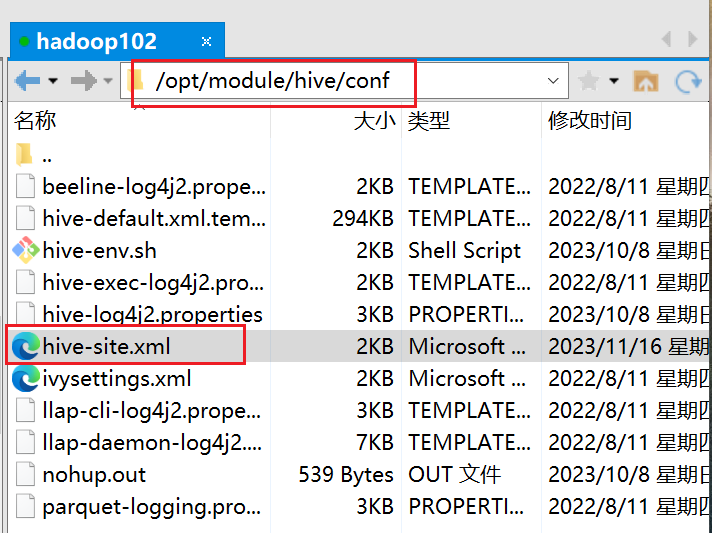 hadoop102 ×
/opt/module/hive/conf
名称 大小 类型 修改时间
..
beeline-log4j2.prope... 2KB TEMPLATE... 2022/8/11 星期四
hive-default.xml.tem... 294KB TEMPLATE... 2022/8/11 星期四
hive-env.sh 2KB Shell Script 2023/10/8 星期日
hive-exec-log4j2.pro... 2KB TEMPLATE... 2022/8/11 星期四
hive-log4j2.properties 3KB PROPERTI... 2023/10/8 星期日
hive-site.xml 2KB Microsoft ... 2023/11/16 星期
ivysettings.xml 2KB Microsoft ... 2022/8/11 星期四
llap-cli-log4j2.prope... 3KB TEMPLATE... 2022/8/11 星期四
llap-daemon-log4j2.... 7KB TEMPLATE... 2022/8/11 星期四
nohup.out 539 Bytes OUT 文件 2023/10/8 星期日
parquet-logging.pro... 3KB PROPERTI... 2022/8/11 星期四